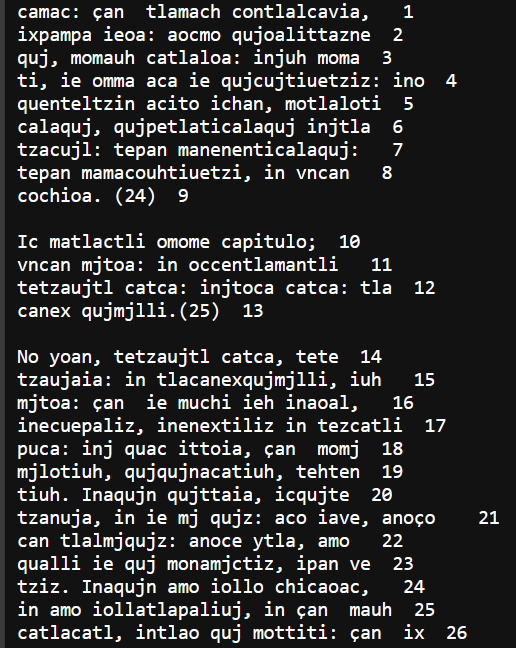 camac: çan  tlamach contlalcavia,   1
ixpampa ieoa: aocmo qujoalittazne  2
quj, momauh catlaloa: injuh moma  3
ti, ie omma aca ie qujcujtiuetziz: ino  4
quenteltzin acito ichan, motlaloti  5
calaquj, qujpetlaticalaquj injtla  6
tzacujl: tepan manenenticalaquj:   7
tepan mamacouhtiuetzi, in vncan   8
cochioa. (24)  9

Ic matlactli omome capitulo;  10
vncan mjtoa: in occentlamantli   11
tetzaujtl catca: injtoca catca: tla  12
canex qujmjlli.(25)  13

No yoan, tetzaujtl catca, tete  14
tzaujaia: in tlacanexqujmjlli, iuh   15
mjtoa: çan  ie muchi ieh inaoal,   16
inecuepaliz, inenextiliz in tezcatli  17
puca: inj quac ittoia, çan  momj  18
mjlotiuh, qujqujnacatiuh, tehten  19
tiuh. Inaqujn qujttaia, icqujte  20
tzanuja, in ie mj qujz: aco iave, anoço    21
can tlalmjqujz: anoce ytla, amo   22
qualli ie quj monamjctiz, ipan ve  23
tziz. Inaqujn amo iollo chicaoac,   24
in amo iollatlapaliuj, in çan  mauh  25
catlacatl, intlao quj mottiti: çan  ix  26